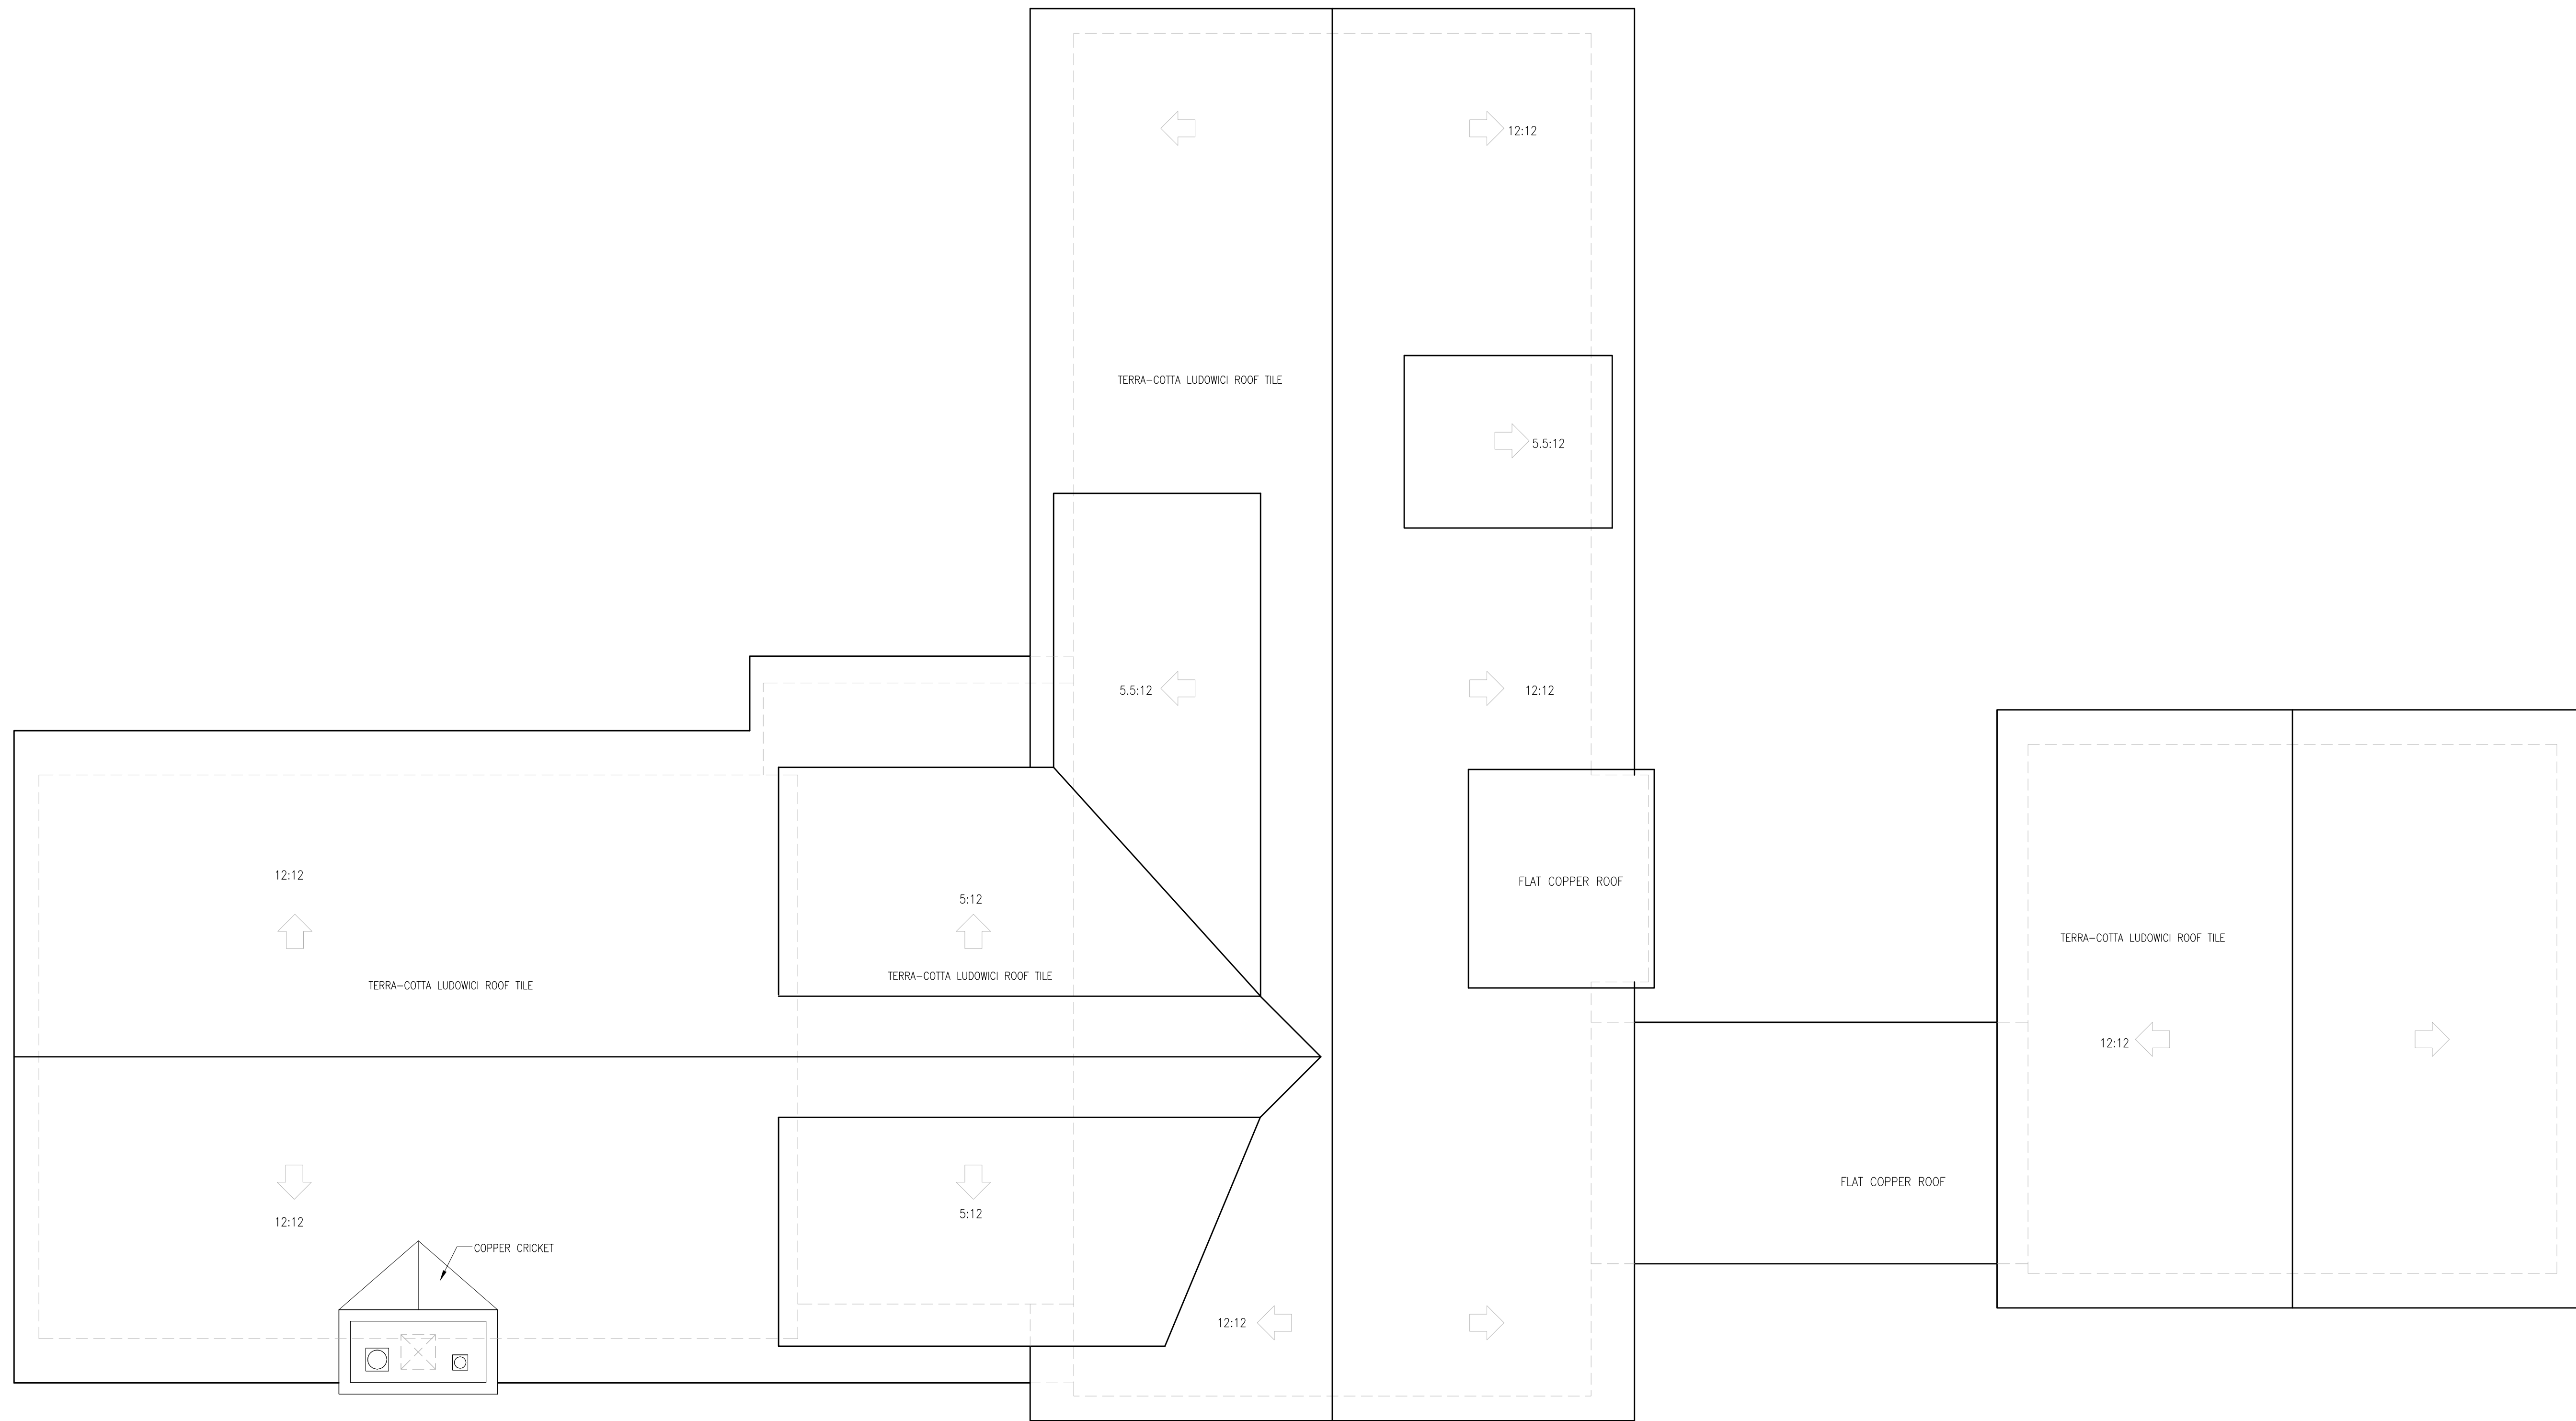 12:12
TERRA-COTTA LUDOWICI ROOF TILE
5.5:12
5.5:12
12:12
12:12
5:12
FLAT COPPER ROOF
TERRA-COTTA LUDOWICI ROOF TILE
TERRA-COTTA LUDOWICI ROOF TILE
TERRA-COTTA LUDOWICI ROOF TILE
12:12
FLAT COPPER ROOF
5:12
12:12
COPPER CRICKET
12:12